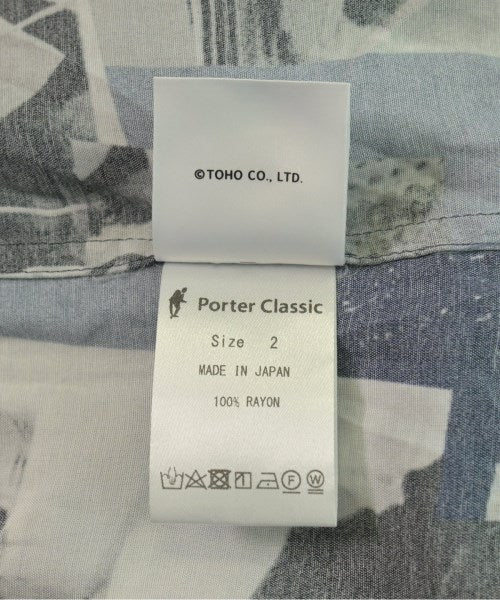 ©TOHO CO., LTD.
Porter Classic
Size 2
MADE IN JAPAN
100% RAYON
F W